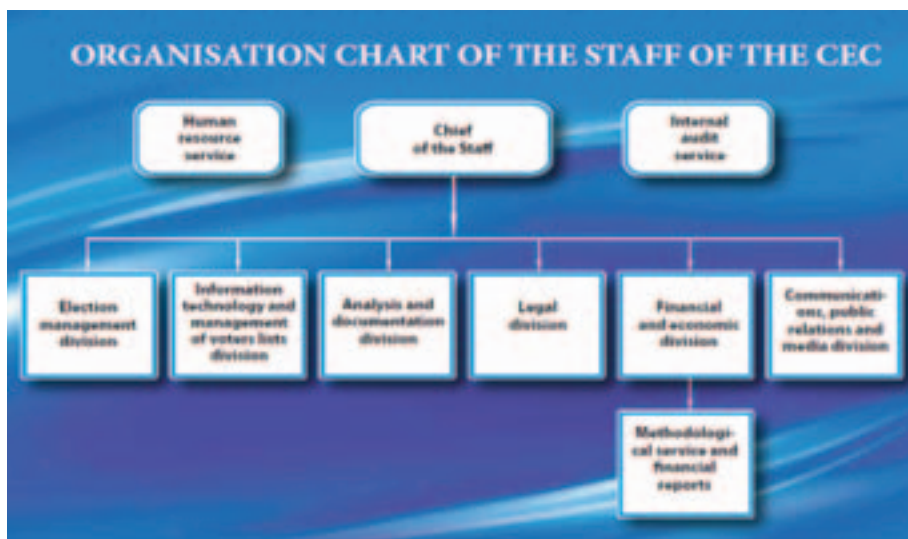 ORGANISATION CHART OF THE STAFF OF THE CEC
Human
resource
service
Chief
of the Staff
Internal
audit
service
Election
management
division
Information
technology and
management
of voters lists
division
Analysis and
documentation
division
Legal
division
Financial
and economic
division
Communicati-
ons, public
relations and
media division
Methodologi-
cal service and
financial
reports